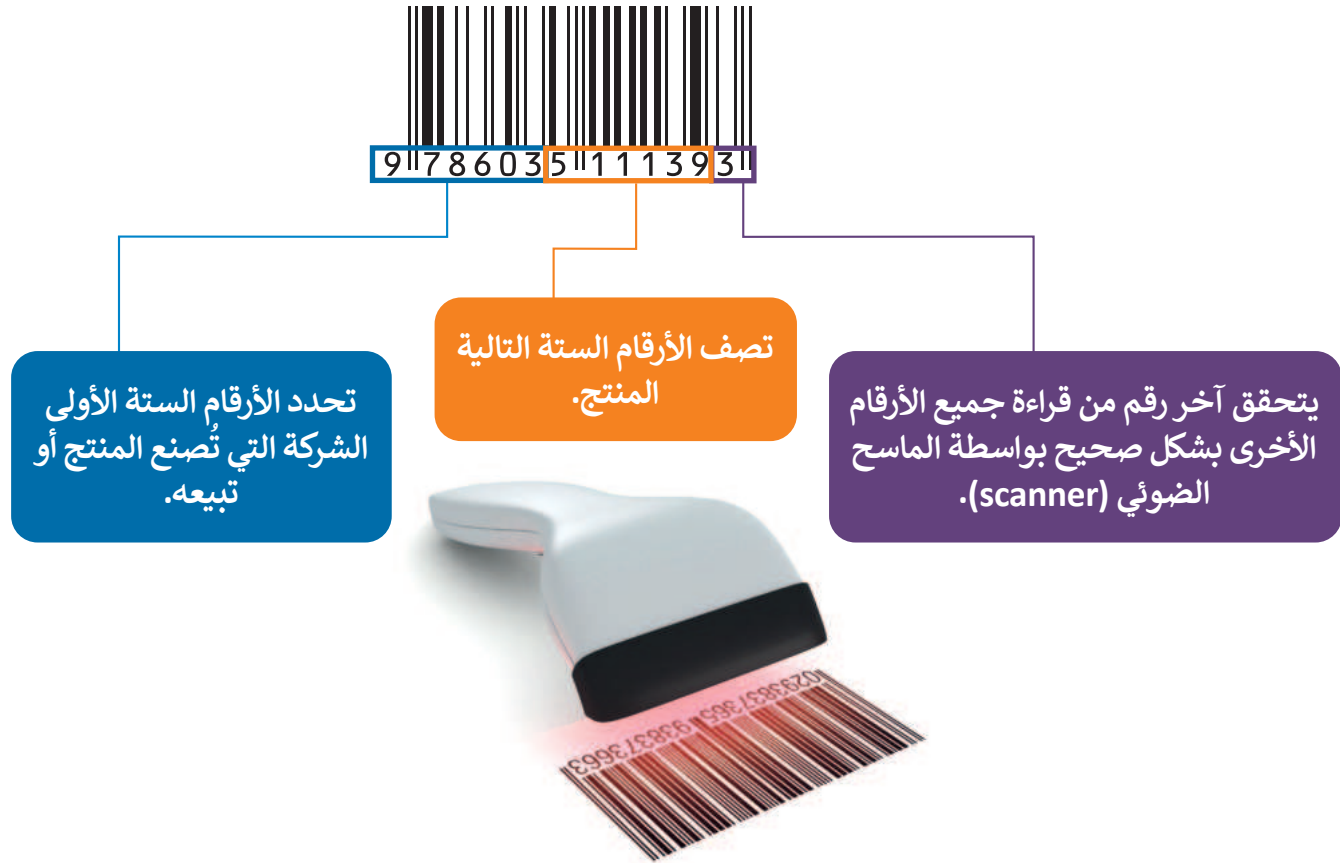 9 786035 111393
تصف الأرقام الستة التالية
المنتج.
يتحقق آخر رقم من قراءة جميع الأرقام
الأخرى بشكل صحيح بواسطة الماسح
الضوئي (scanner).
تحدد الأرقام الستة الأولى
الشركة التي تُصنع المنتج أو
تبيعه.